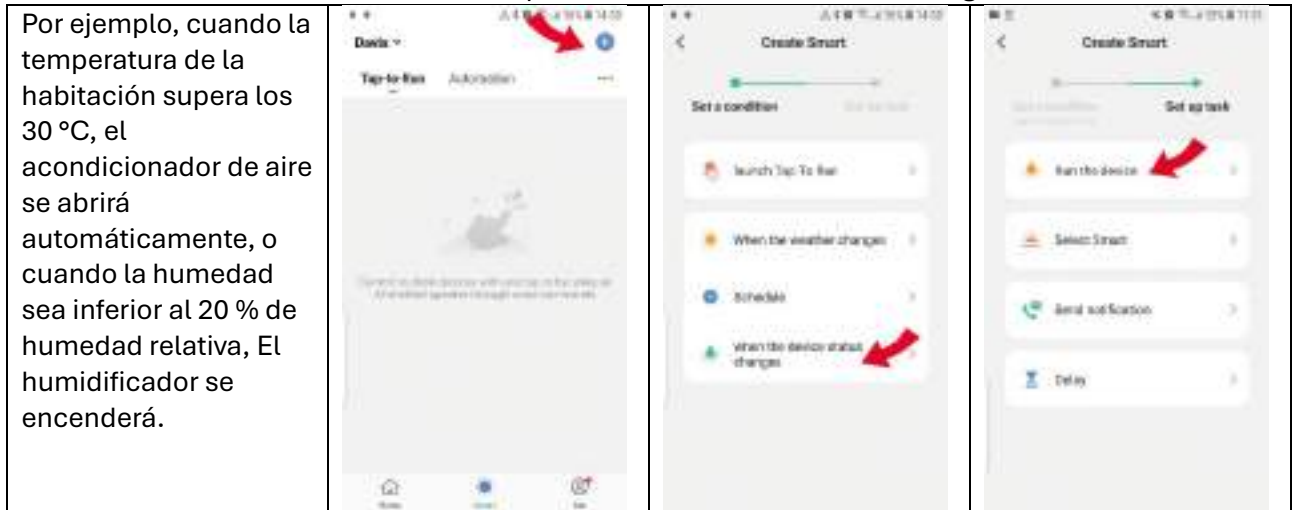 Por ejemplo, cuando la
temperatura de la
habitación supera los
30 °C, el
acondicionador de aire
se abrirá
automáticamente, o
cuando la humedad
sea inferior al 20 % de
humedad relativa, El
humidificador se
encenderá.
Davis
Tap-to-Run Automation ...
Create Smart
Set a condition
launch Tap To Run
When the weather changes
Schedule
when the device status
changes
Create Smart
Set up task
Run the device
Select Smart
Send notification
Delay